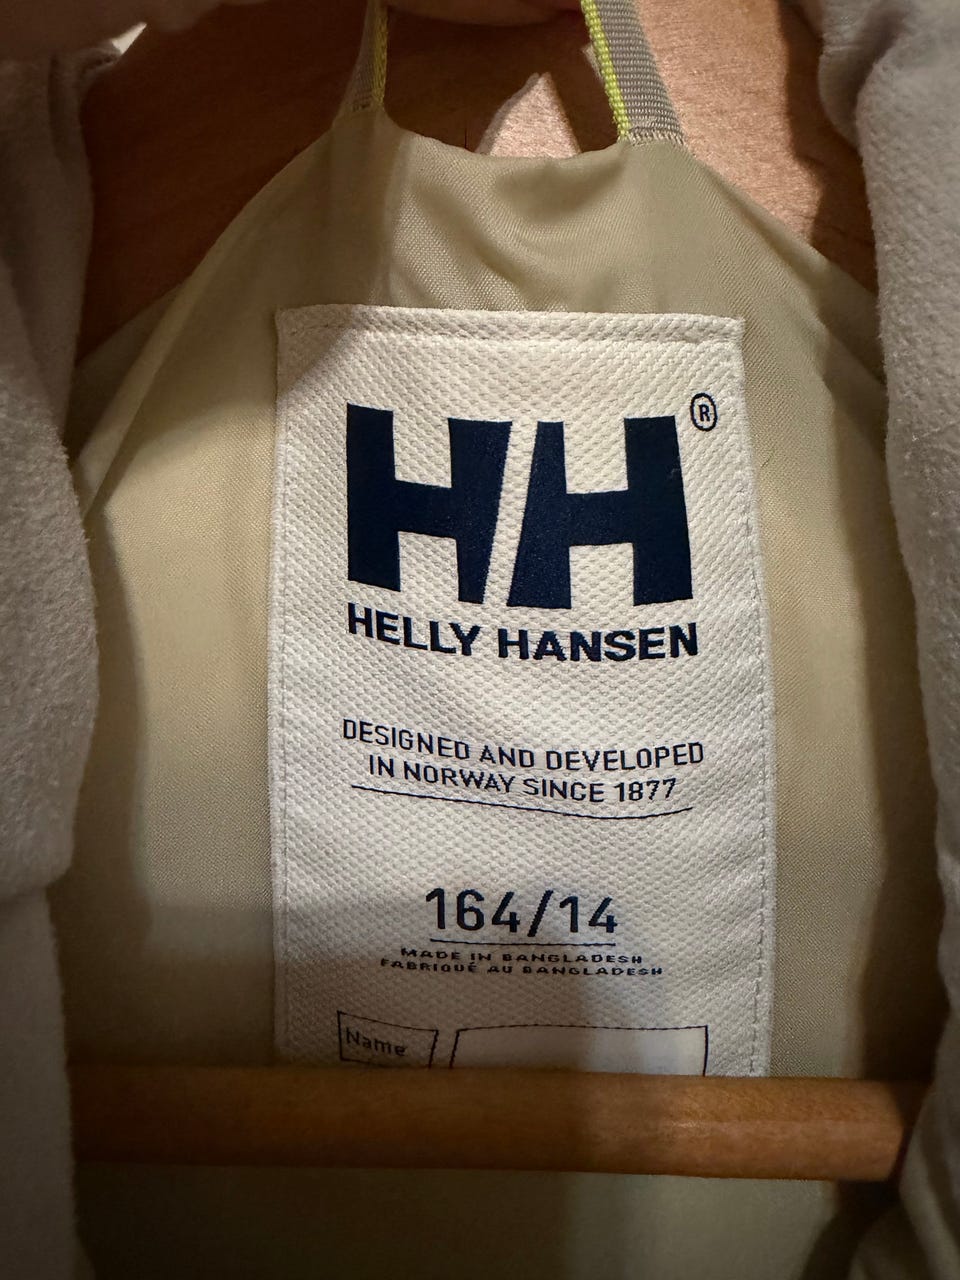 HH®
HELLY HANSEN
DESIGNED AND DEVELOPED
IN NORWAY SINCE 1877
164/14
MADE IN BANGLADESH
FABRIQUÉ AU BANGLADESH
Name